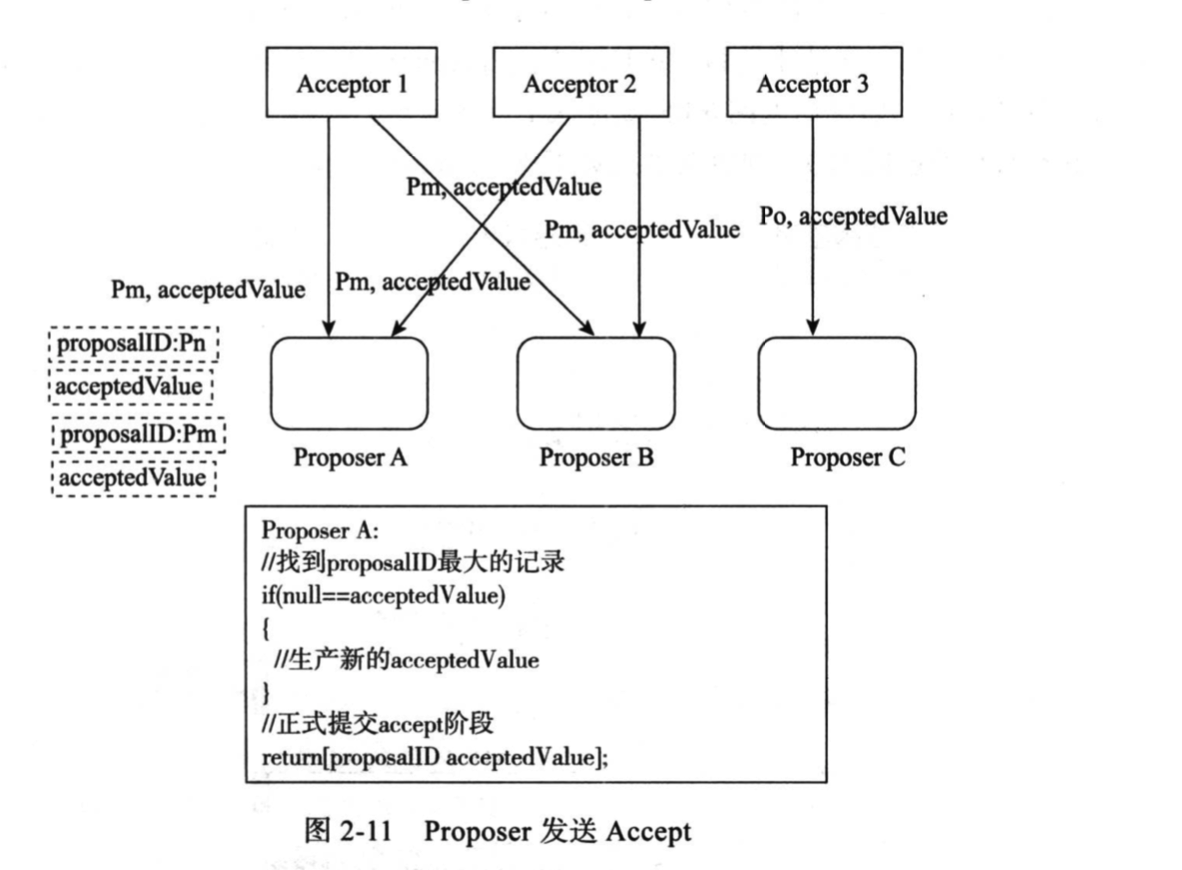 Acceptor 1
Acceptor 2
Acceptor 3
Pm, acceptedValue
Po, acceptedValue
Pm, acceptedValue
Pm, acceptedValue
Pm, acceptedValue
proposalID:Pn
acceptedValue
proposalID:Pm
acceptedValue
Proposer A
Proposer B
Proposer C
Proposer A:
//找到proposalID最大的记录
if(null==acceptedValue)
{
//生产新的acceptedValue
}
//正式提交accept阶段
return[proposalID acceptedValue];
图 2-11 Proposer 发送 Accept